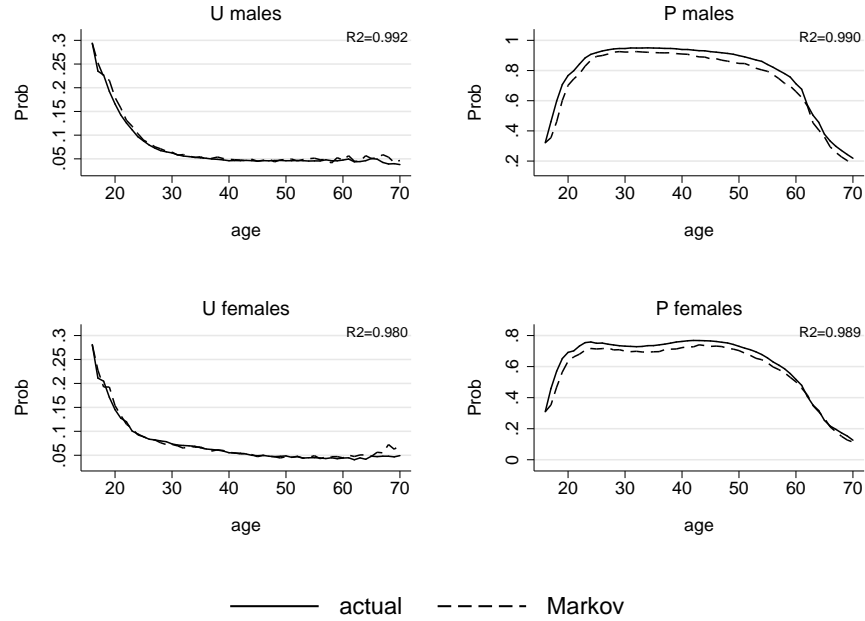 U males
R2=0.992
Prob
.05 .1 .15 .2 .25 .3
20 30 40 50 60 70
age
P males
R2=0.990
Prob
.2 .4 .6 .8 1
20 30 40 50 60 70
age
U females
R2=0.980
Prob
.05 .1 .15 .2 .25 .3
20 30 40 50 60 70
age
P females
R2=0.989
Prob
0 .2 .4 .6 .8
20 30 40 50 60 70
age
actual Markov